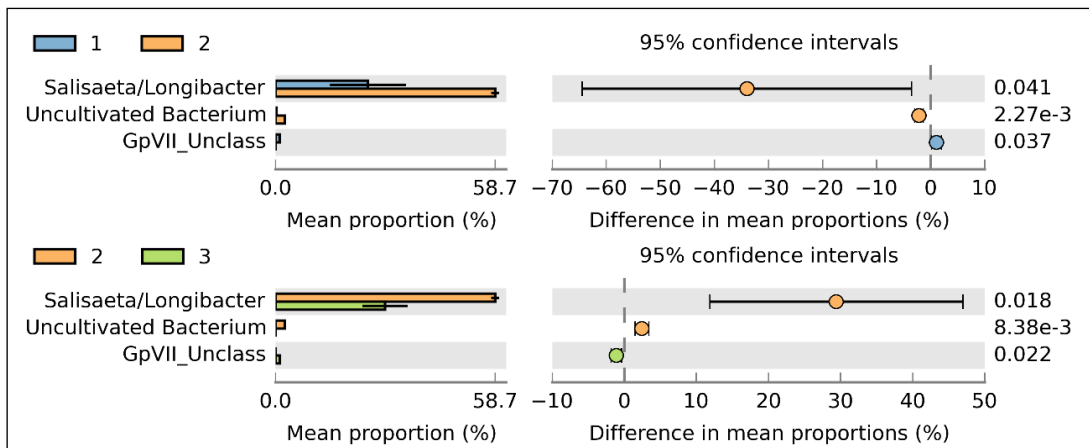 1 2 95% confidence intervals
Salisaeta/Longibacter 0.041
Uncultivated Bacterium 2.27e-3
GpVII_Unclass 0.037
0.0 58.7 −70 −60 −50 −40 −30 −20 −10 0 10
Mean proportion (%) Difference in mean proportions (%)
2 3 95% confidence intervals
Salisaeta/Longibacter 0.018
Uncultivated Bacterium 8.38e-3
GpVII_Unclass 0.022
0.0 58.7 −10 0 10 20 30 40 50
Mean proportion (%) Difference in mean proportions (%)